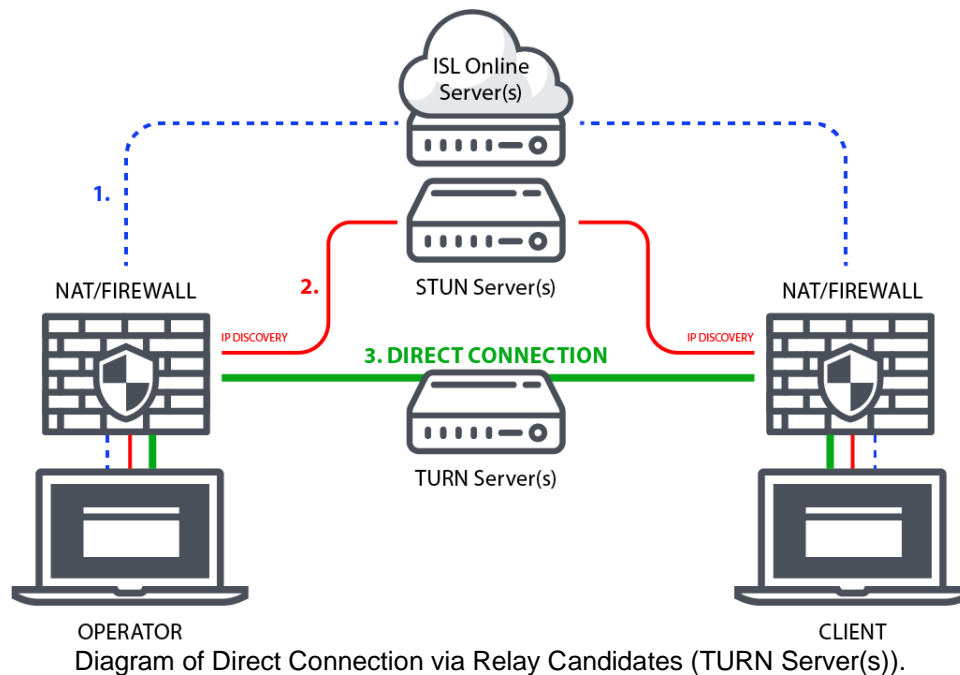 ISL Online
Server(s)
1.
STUN Server(s)
NAT/FIREWALL
2.
NAT/FIREWALL
IP DISCOVERY
IP DISCOVERY
3. DIRECT CONNECTION
TURN Server(s)
OPERATOR
CLIENT
Diagram of Direct Connection via Relay Candidates (TURN Server(s)).